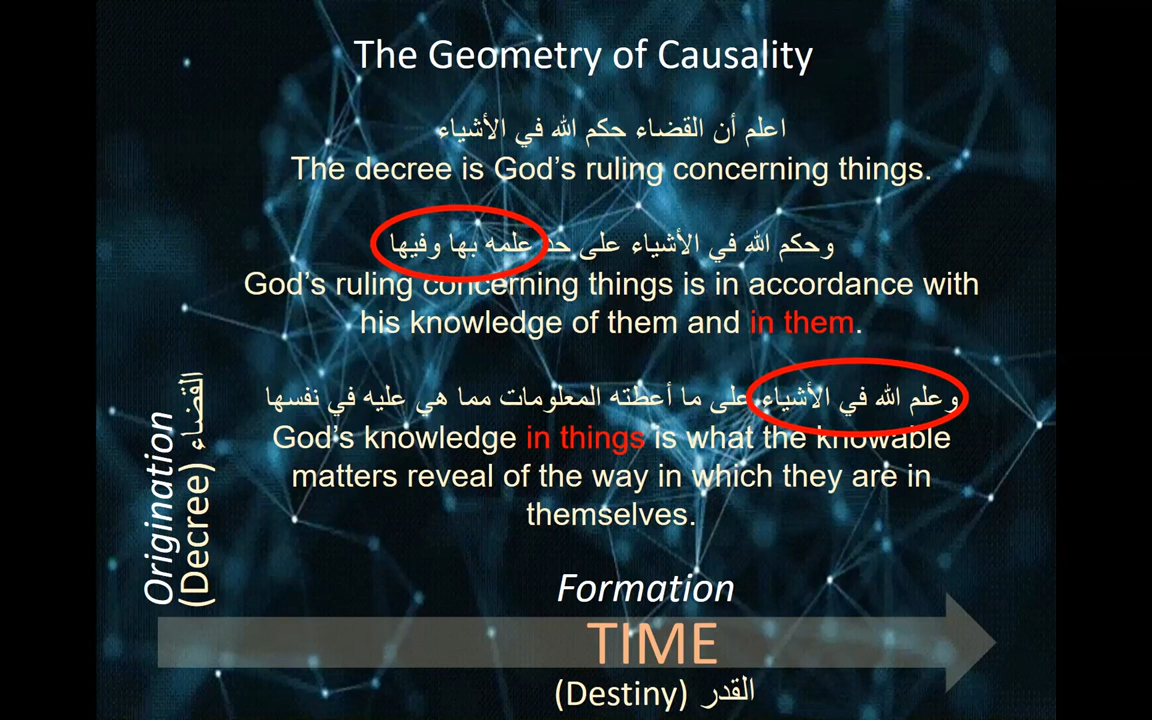 The Geometry of Causality
اعلم أن القضاء حكم الله في الأشياء
The decree is God's ruling concerning things.
وحكم الله في الأشياء على حد علمه بها وفيها
God's ruling concerning things is in accordance with
his knowledge of them and in them.
وعلم الله في الأشياء على ما أعطته المعلومات مما هي عليه في نفسها
God's knowledge in things is what the knowable
matters reveal of the way in which they are in
themselves.
Origination
(Decree) القضاء
Formation
TIME
(Destiny) القدر